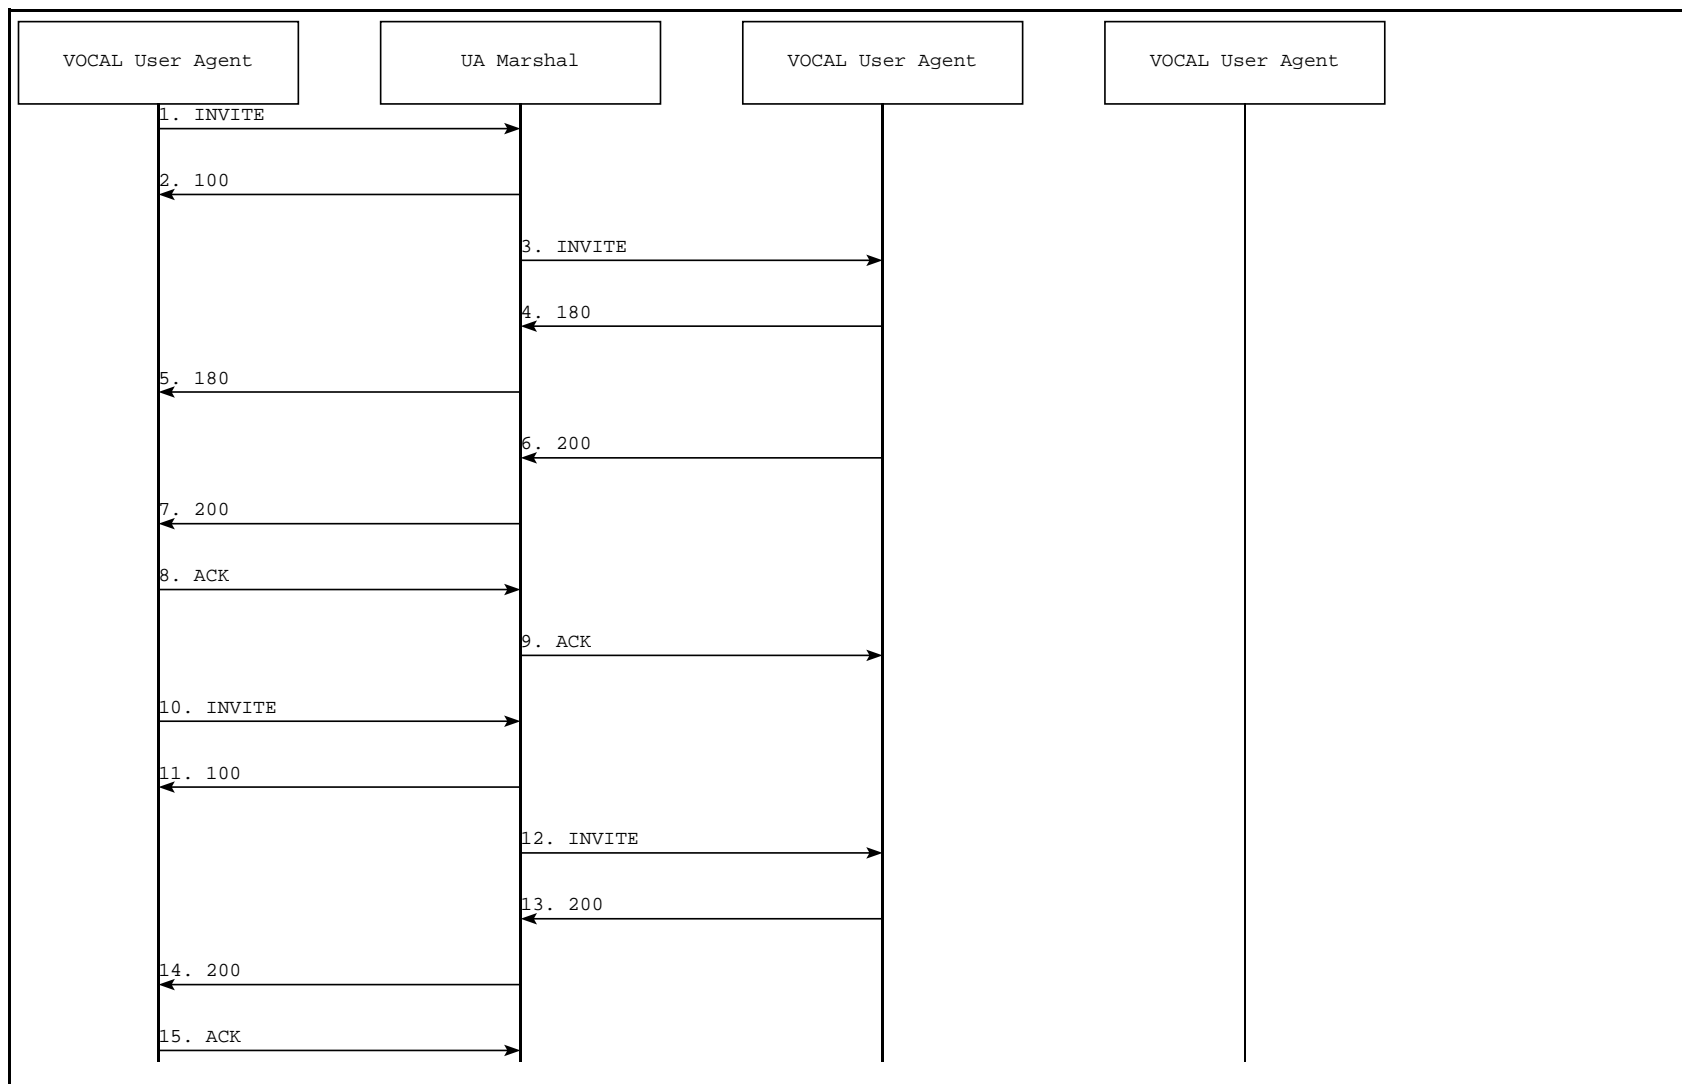 VOCAL User Agent
UA Marshal
VOCAL User Agent
VOCAL User Agent
1. INVITE
2. 100
3. INVITE
4. 180
5. 180
6. 200
7. 200
8. ACK
9. ACK
10. INVITE
11. 100
12. INVITE
13. 200
14. 200
15. ACK